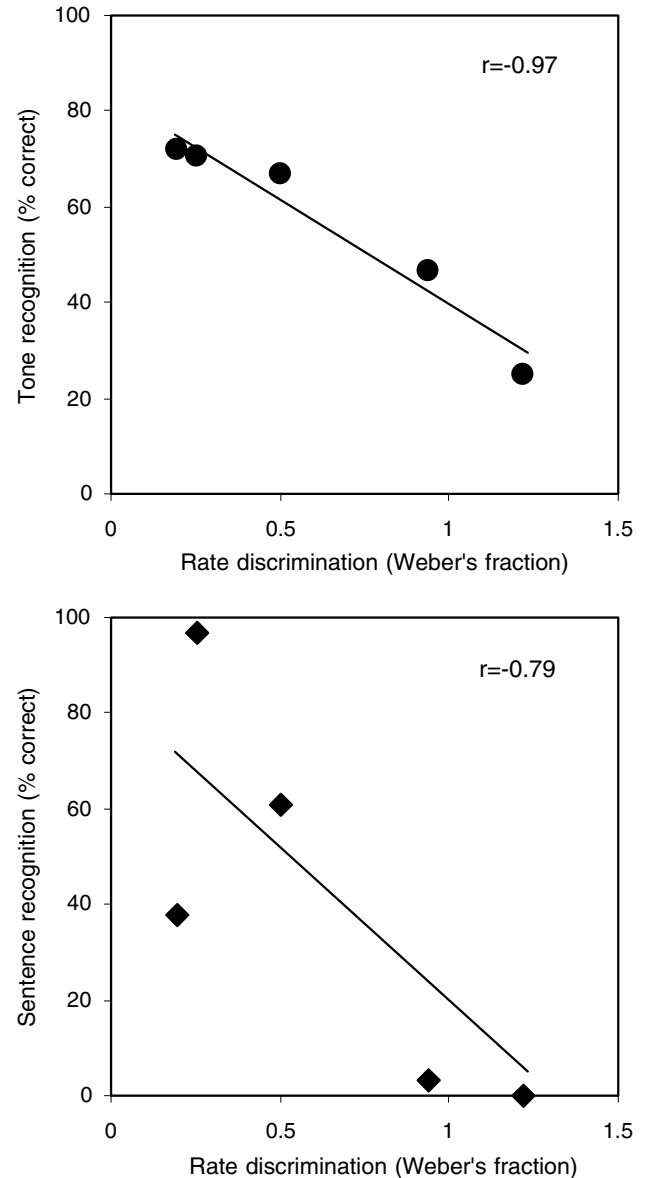 100
r=-0.97
80
60
40
20
0
Tone recognition (% correct)
0 0.5 1 1.5
Rate discrimination (Weber's fraction)
100
r=-0.79
80
60
40
20
0
Sentence recognition (% correct)
0 0.5 1 1.5
Rate discrimination (Weber's fraction)